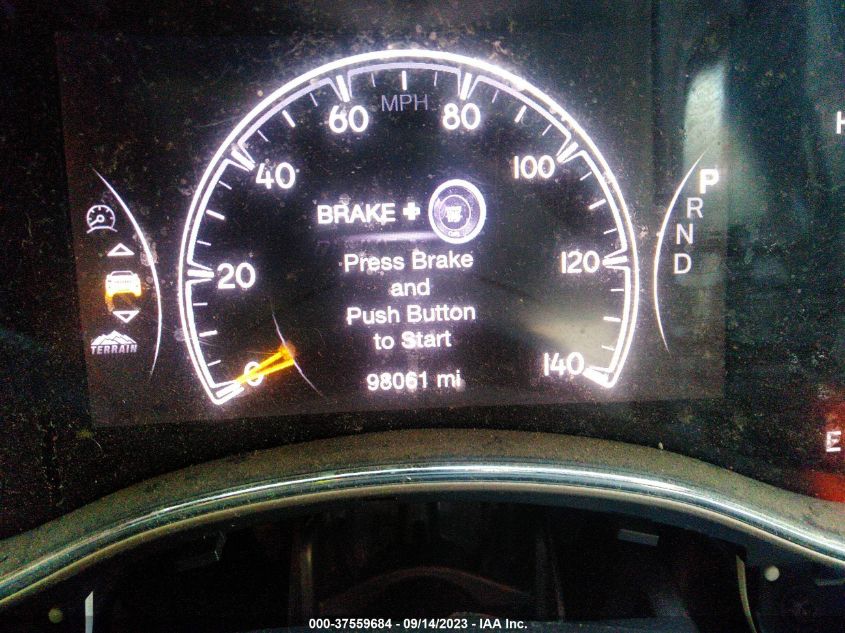 MPH
0
20
40
60
80
100
120
140
BRAKE +
Press Brake
and
Push Button
to Start
98061 mi
TERRAIN
P
R
N
D
H
E
000-37559684 - 09/14/2023 - IAA Inc.